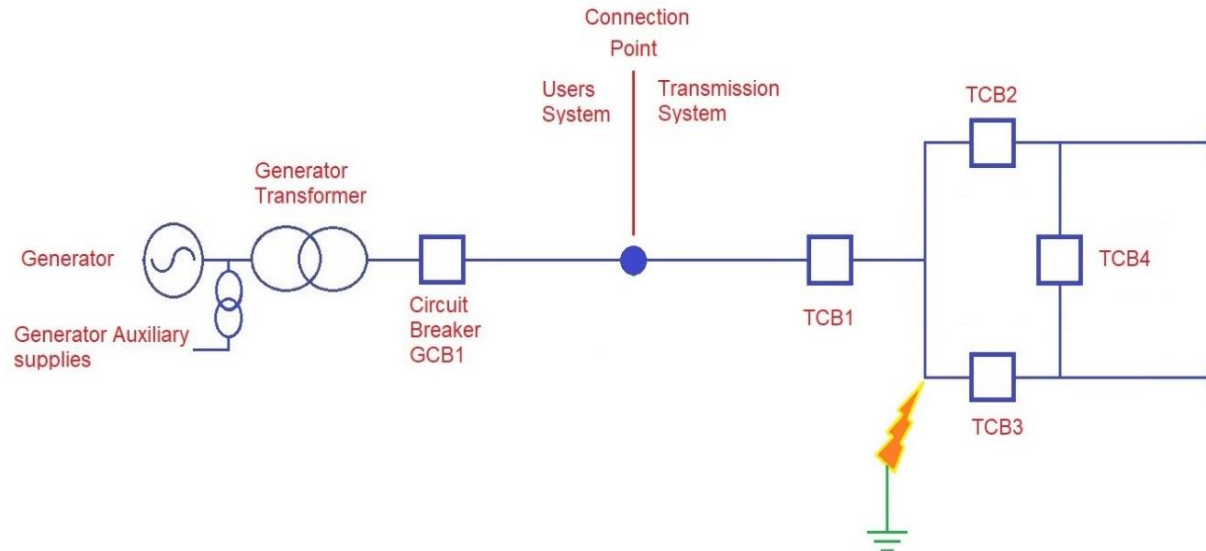 Connection
Point
Users
System
Transmission
System
TCB2
Generator
Transformer
Generator
TCB4
Circuit
Breaker
GCB1
TCB1
Generator Auxiliary
supplies
TCB3